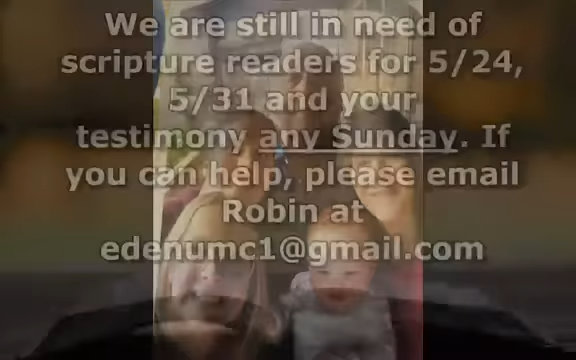 We are still in need of
scripture readers for 5/24,
5/31 and your
testimony any Sunday. If
you can help, please email
Robin at
edenumc1@gmail.com